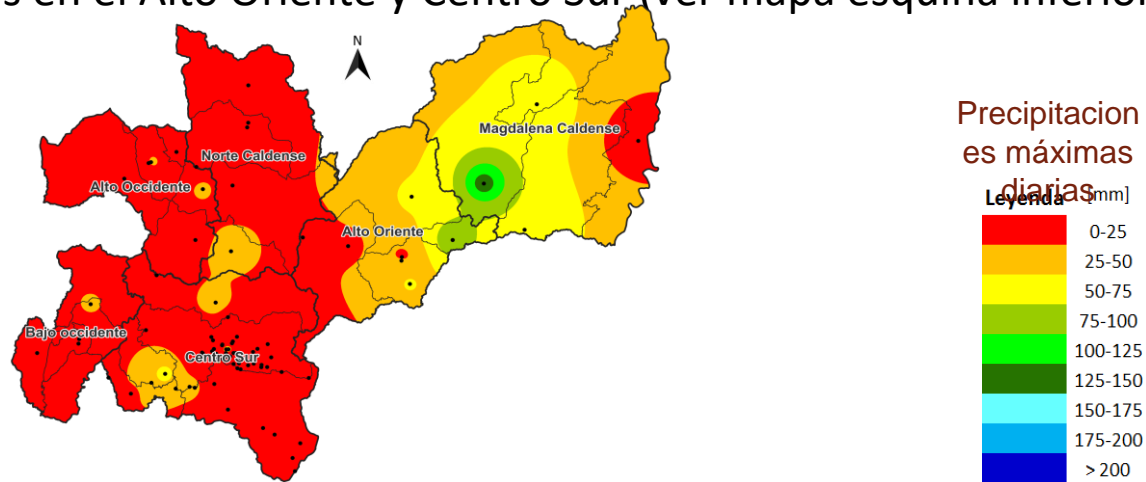 s en el Alto Oriente y Centro Sur (ver mapa esquina inferior
N
Magdalena Caldense
Norte Caldense
Alto Occidente
Alto Oriente
Bajo occidente
Centro Sur
Precipitacion
es máximas
diarias
Leyenda [mm]
0-25
25-50
50-75
75-100
100-125
125-150
150-175
175-200
>200